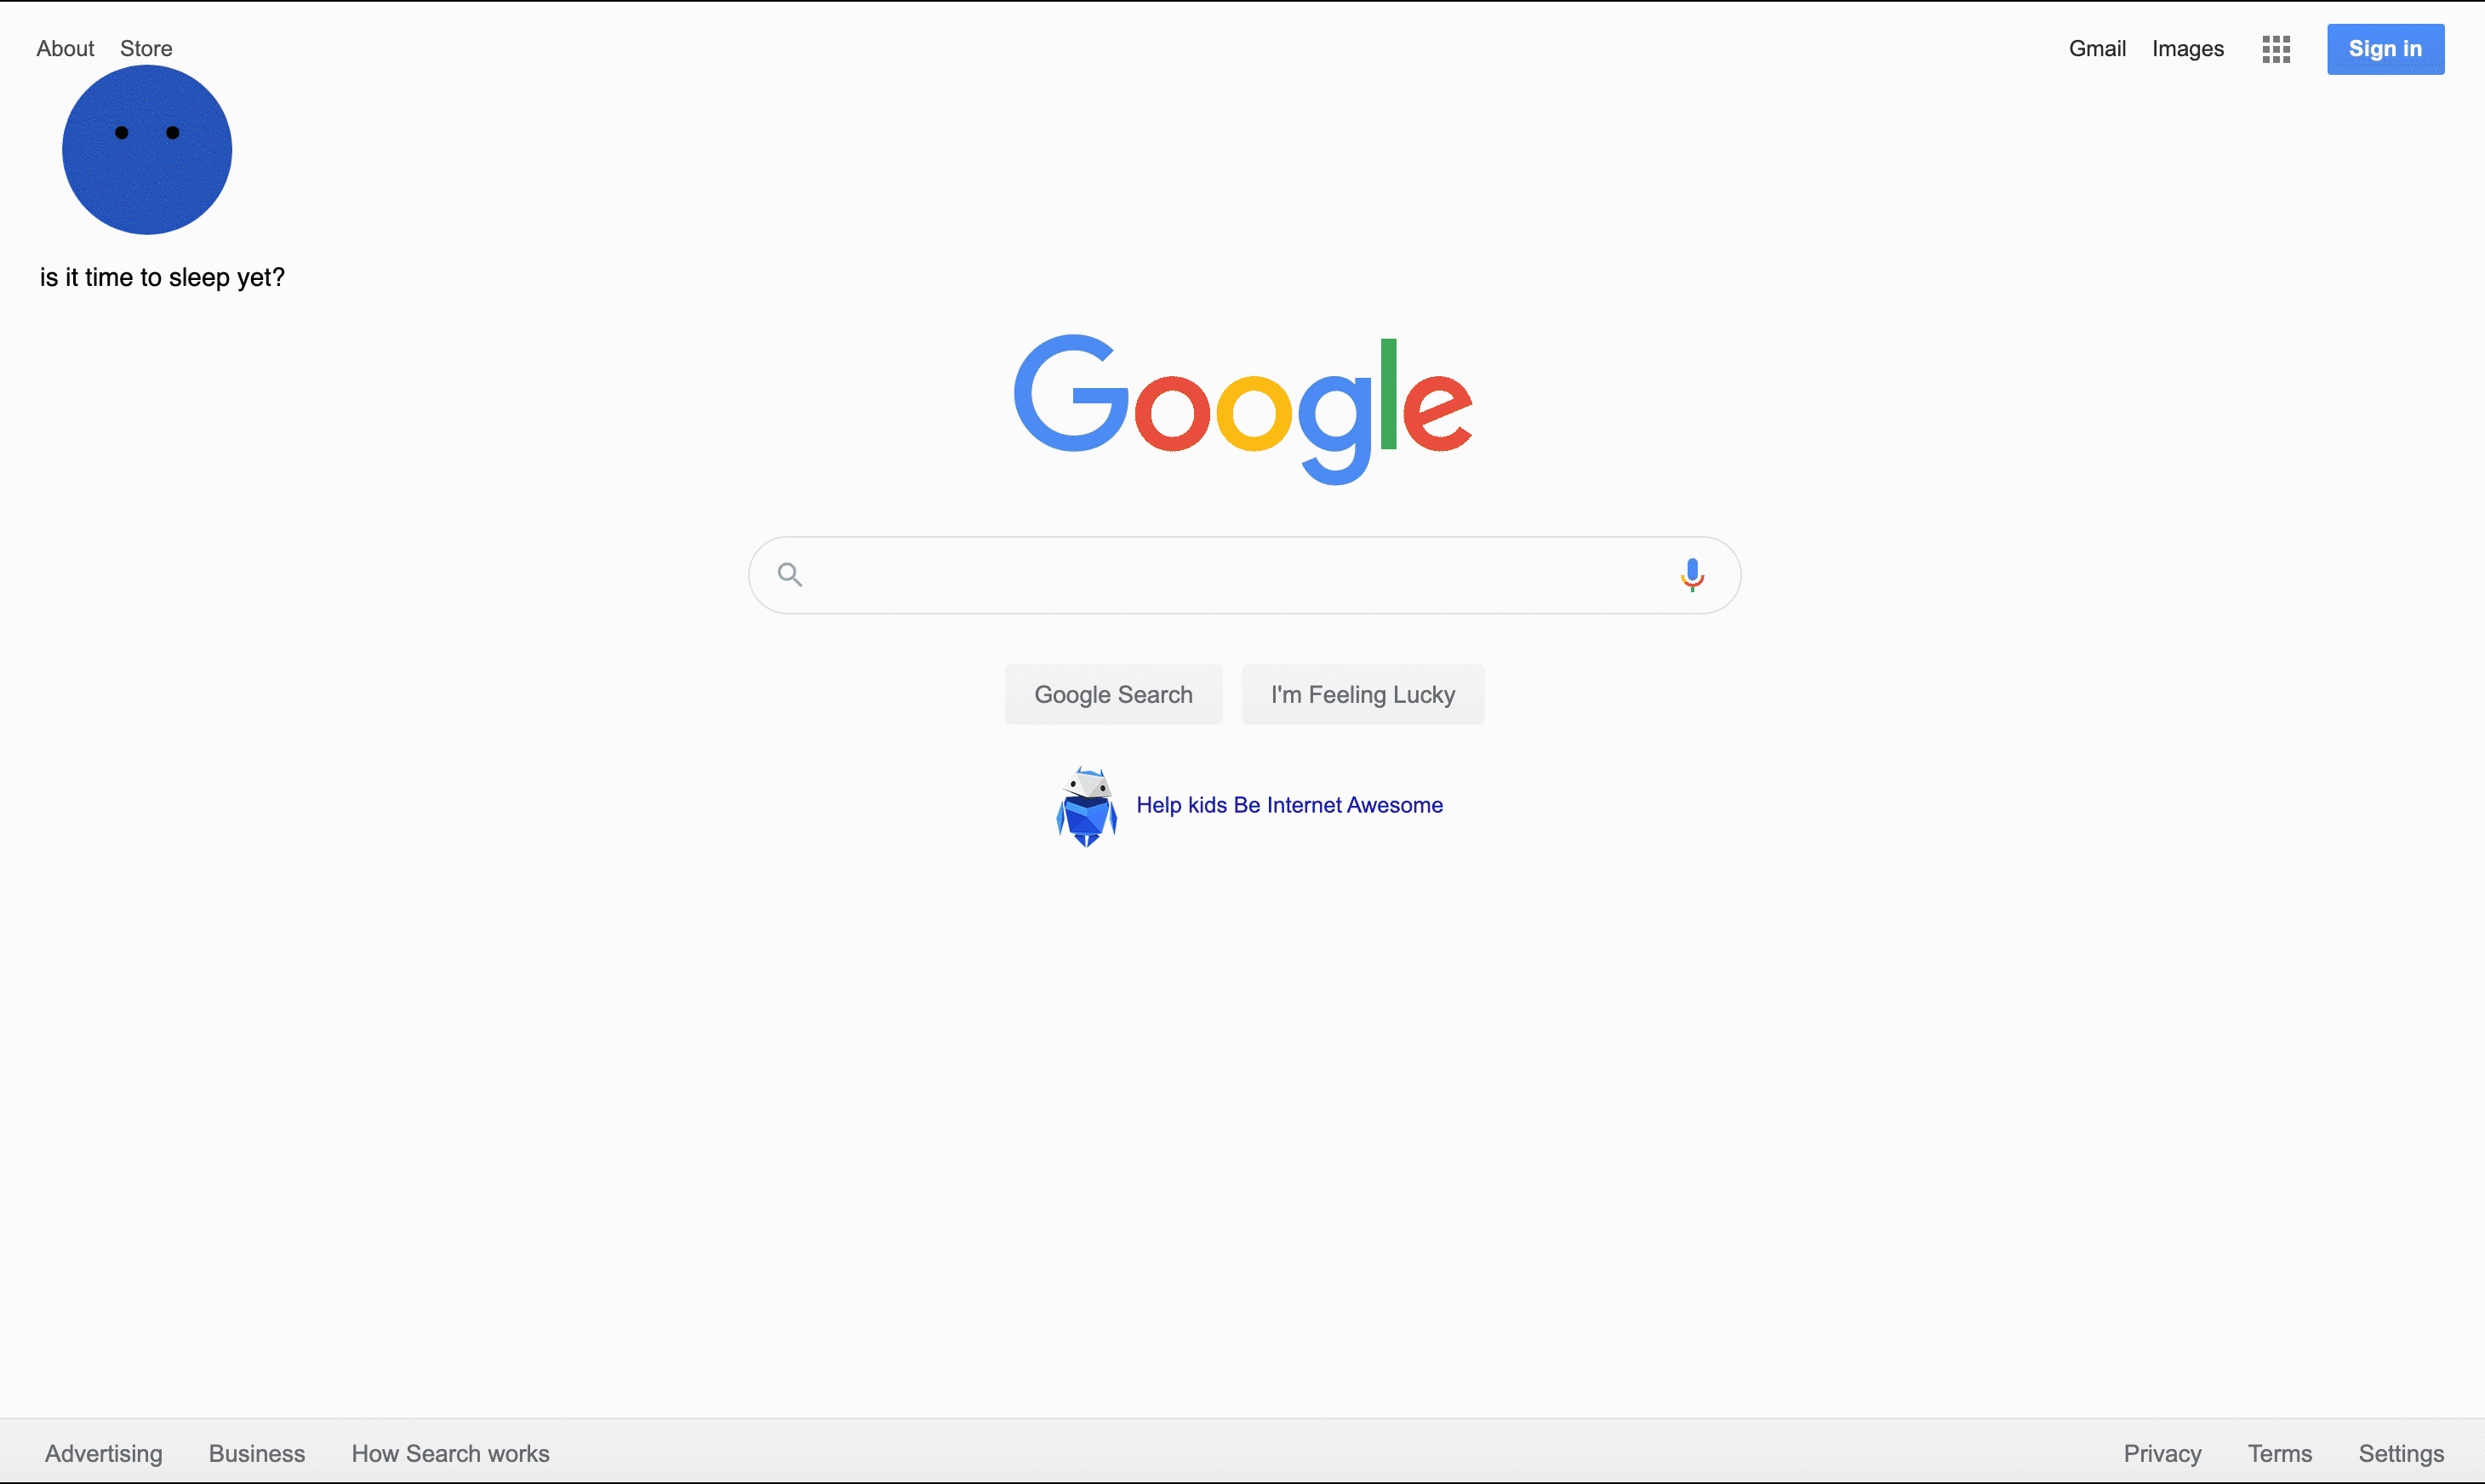 About Store
Gmail Images Sign in
is it time to sleep yet?
Google
Google Search I'm Feeling Lucky
Help kids Be Internet Awesome
Advertising Business How Search works
Privacy Terms Settings